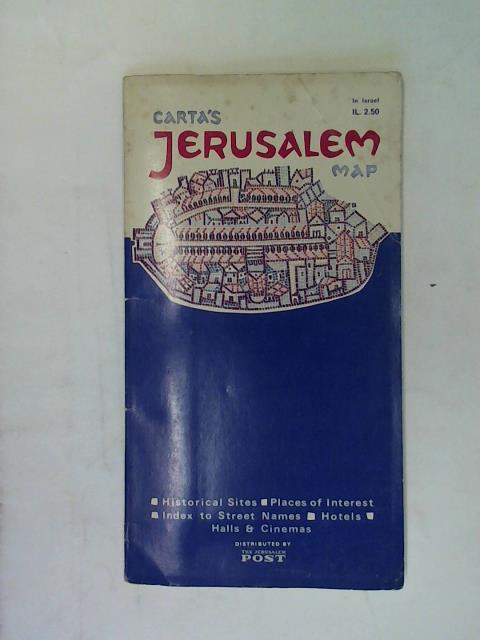 In Israel
IL. 2.50
CARTA'S
JERUSALEM
MAP
Historical Sites Places of Interest
Index to Street Names Hotels
Halls & Cinemas
DISTRIBUTED BY
THE JERUSALEM
POST